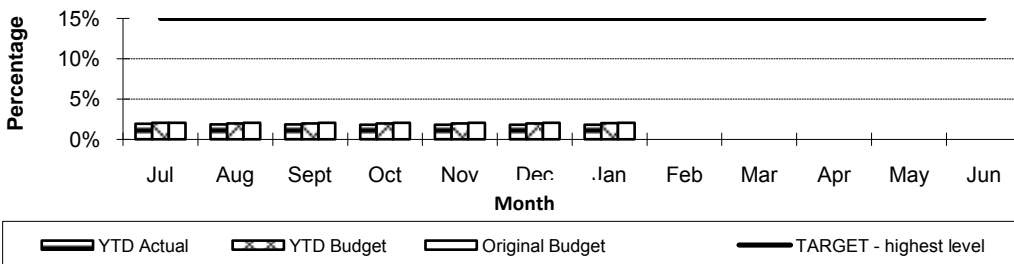 Percentage
15%
10%
5%
0%
Jul Aug Sept Oct Nov Dec Jan Feb Mar Apr May Jun
Month
YTD Actual YTD Budget Original Budget TARGET - highest level